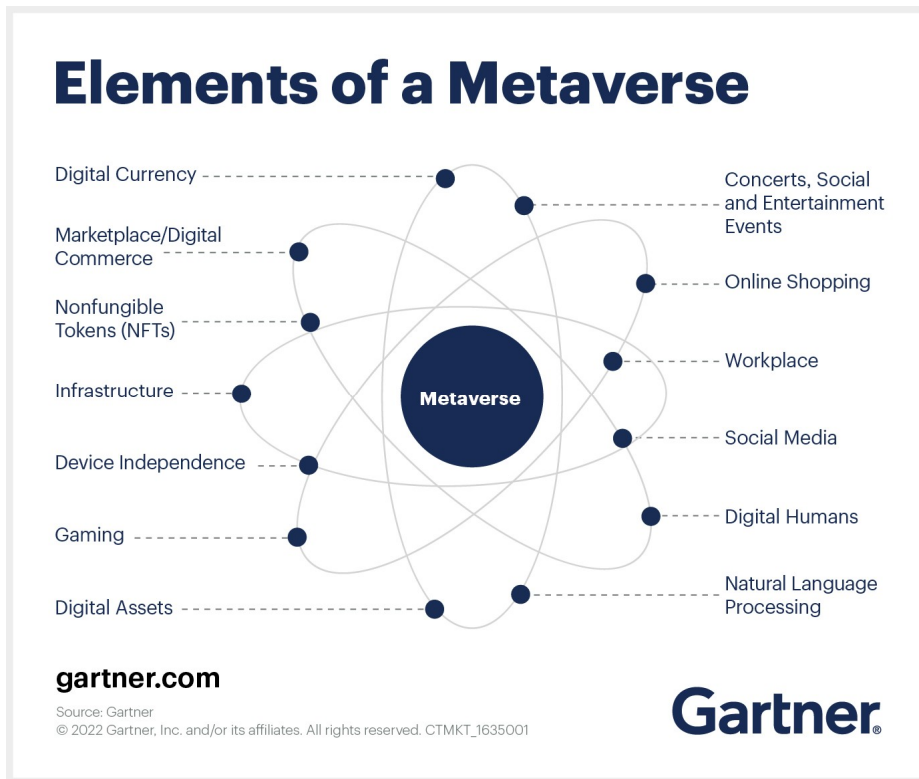 Elements of a Metaverse
Digital Currency
Marketplace/Digital
Commerce
Nonfungible
Tokens (NFTs)
Infrastructure
Device Independence
Gaming
Digital Assets
Metaverse
Concerts, Social
and Entertainment
Events
Online Shopping
Workplace
Social Media
Digital Humans
Natural Language
Processing
gartner.com
Source: Gartner
© 2022 Gartner, Inc. and/or its affiliates. All rights reserved. CTMKT_1635001
Gartner®